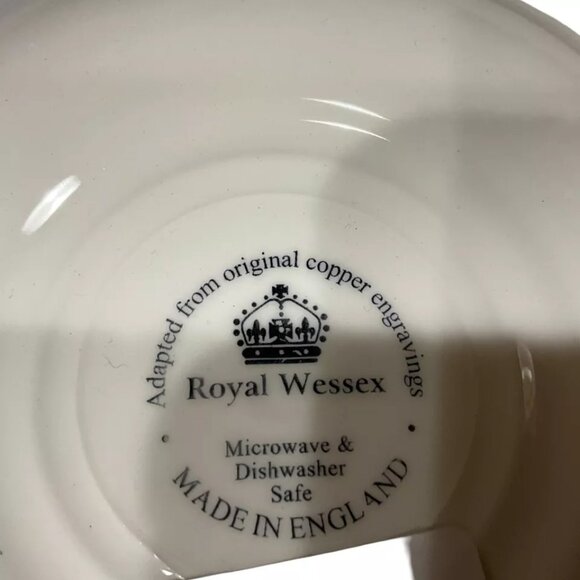 Adapted from original copper engravings
Royal Wessex
Microwave &
Dishwasher
Safe
• MADE IN ENGLAND •